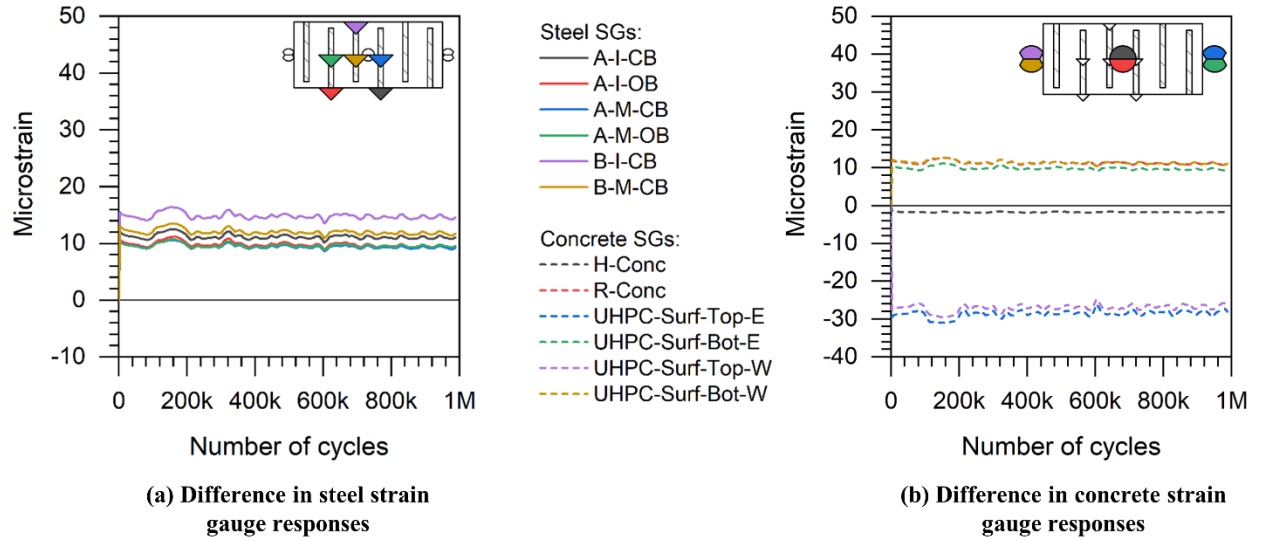 50
40
30
20
10
0
-10
Microstrain
0
200k
400k
600k
800k
1M
Number of cycles
(a) Difference in steel strain
gauge responses
Steel SGs:
A-I-CB
A-I-OB
A-M-CB
A-M-OB
B-I-CB
B-M-CB
Concrete SGs:
H-Conc
R-Conc
UHPC-Surf-Top-E
UHPC-Surf-Bot-E
UHPC-Surf-Top-W
UHPC-Surf-Bot-W
50
40
30
20
10
0
-10
-20
-30
-40
Microstrain
0
200k
400k
600k
800k
1M
Number of cycles
(b) Difference in concrete strain
gauge responses